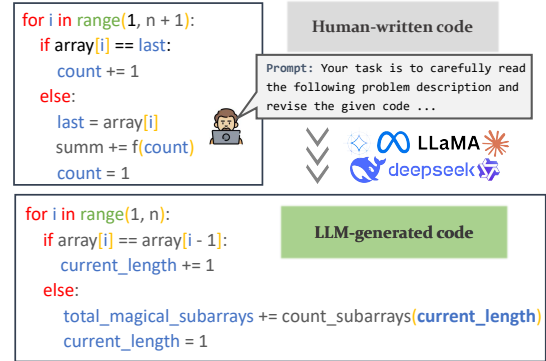 for i in range(1, n + 1):
if array[i] == last:
count += 1
else:
last = array[i]
summ += f(count)
count = 1
Human-written code
Prompt: Your task is to carefully read
the following problem description and
revise the given code ...
LLaMA
deepseek
for i in range(1, n):
if array[i] == array[i - 1]:
current_length += 1
else:
total_magical_subarrays += count_subarrays(current_length)
current_length = 1
LLM-generated code